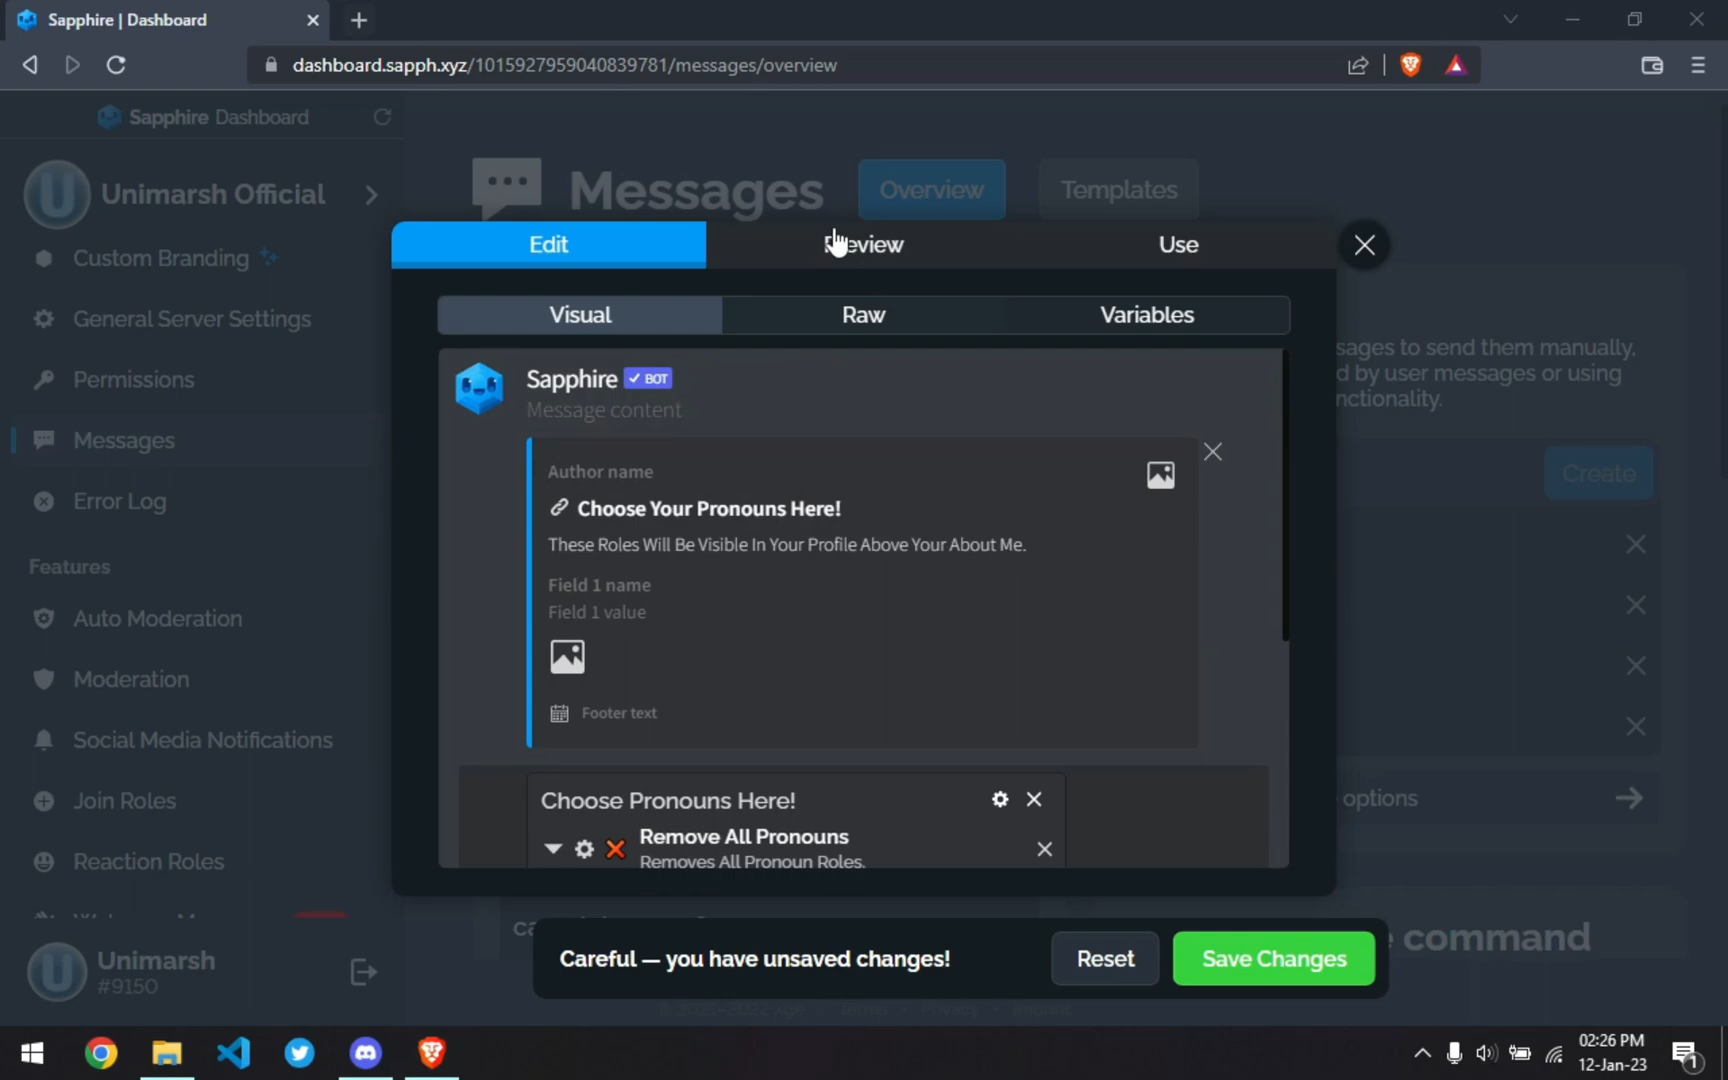 Sapphire | Dashboard
dashboard.sapph.xyz/1015927959040839781/messages/overview
Sapphire Dashboard
Unimarsh Official
Custom Branding
General Server Settings
Permissions
Messages
Error Log
Features
Auto Moderation
Moderation
Social Media Notifications
Join Roles
Reaction Roles
Unimarsh
#9150
Messages
Overview
Templates
Edit
Use
Visual
Raw
Variables
Sapphire
BOT
Message content
Author name
Choose Your Pronouns Here!
These Roles Will Be Visible In Your Profile Above Your About Me.
Field 1 name
Field 1 value
Footer text
Choose Pronouns Here!
Remove All Pronouns
Removes All Pronoun Roles.
sages to send them manually,
d by user messages or using
nctionality.
Create
options
command
Careful — you have unsaved changes!
Reset
Save Changes
02:26 PM
12-Jan-23
1